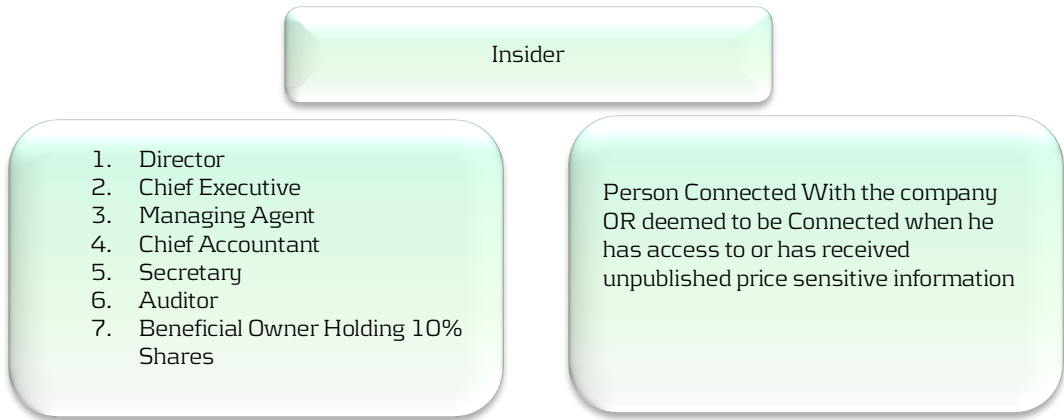 Insider
1. Director
2. Chief Executive
3. Managing Agent
4. Chief Accountant
5. Secretary
6. Auditor
7. Beneficial Owner Holding 10%
Shares
Person Connected With the company
OR deemed to be Connected when he
has access to or has received
unpublished price sensitive information